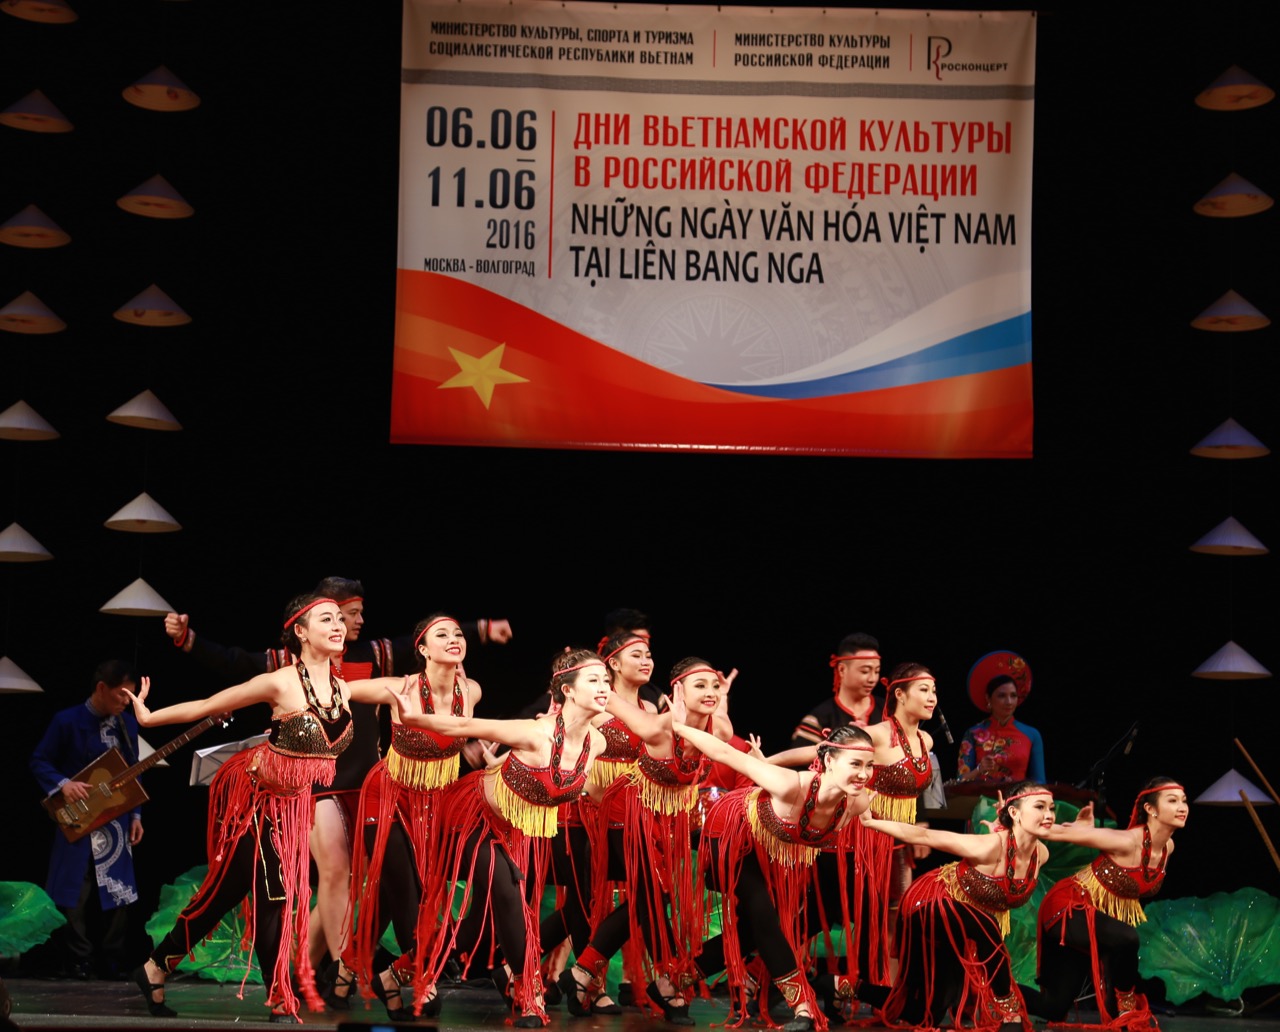 МИНИСТЕРСТВО КУЛЬТУРЫ, СПОРТА И ТУРИЗМА
СОЦИАЛИСТИЧЕСКОЙ РЕСПУБЛИКИ ВЬЕТНАМ
МИНИСТЕРСТВО КУЛЬТУРЫ
РОССИЙСКОЙ ФЕДЕРАЦИИ
РОСКОНЦЕРТ
06.06
11.06
2016
МОСКВА - ВОЛГОГРАД
ДНИ ВЬЕТНАМСКОЙ КУЛЬТУРЫ
В РОССИЙСКОЙ ФЕДЕРАЦИИ
NHỮNG NGÀY VĂN HÓA VIỆT NAM
TẠI LIÊN BANG NGA